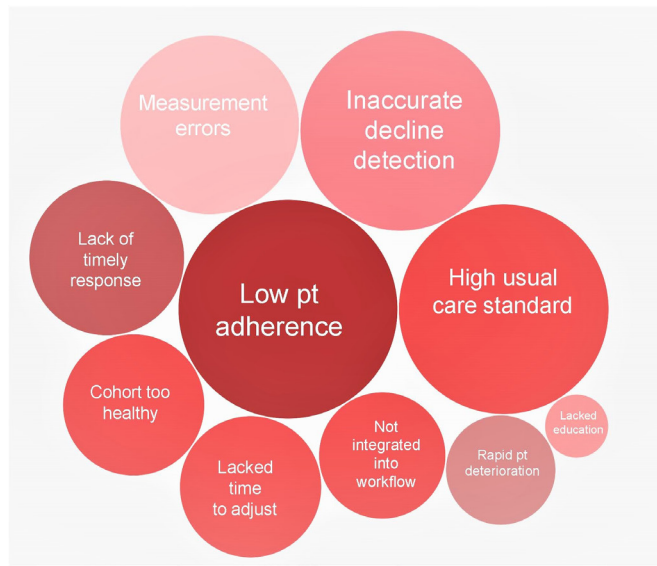 Measurement
errors
Inaccurate
decline
detection
Lack of
timely
response
Low pt
adherence
High usual
care standard
Cohort too
healthy
Lacked
time
to adjust
Not
integrated
into
workflow
Rapid pt
deterioration
Lacked
education